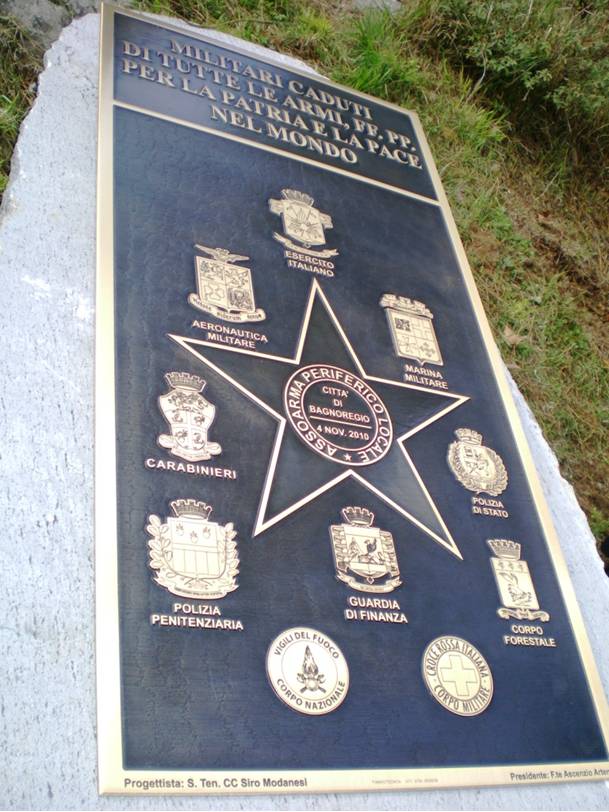 MILITARI CADUTI
DI TUTTE LE ARMI, FF. PP.
PER LA PATRIA E LA PACE
NEL MONDO
ESERCITO
ITALIANO
AERONAUTICA
MILITARE
MARINA
MILITARE
ASSOARMA PERIFERICO LOCALE
CITTA'
DI
BAGNOREGIO
4 NOV. 2010
CARABINIERI
POLIZIA
DI STATO
POLIZIA
PENITENZIARIA
GUARDIA
DI FINANZA
CORPO
FORESTALE
VIGILI DEL FUOCO
CORPO NAZIONALE
CROCE ROSSA ITALIANA
CORPO MILITARE
Progettista: S. Ten. CC Siro Modanesi
Presidente: F.te Ascenzio